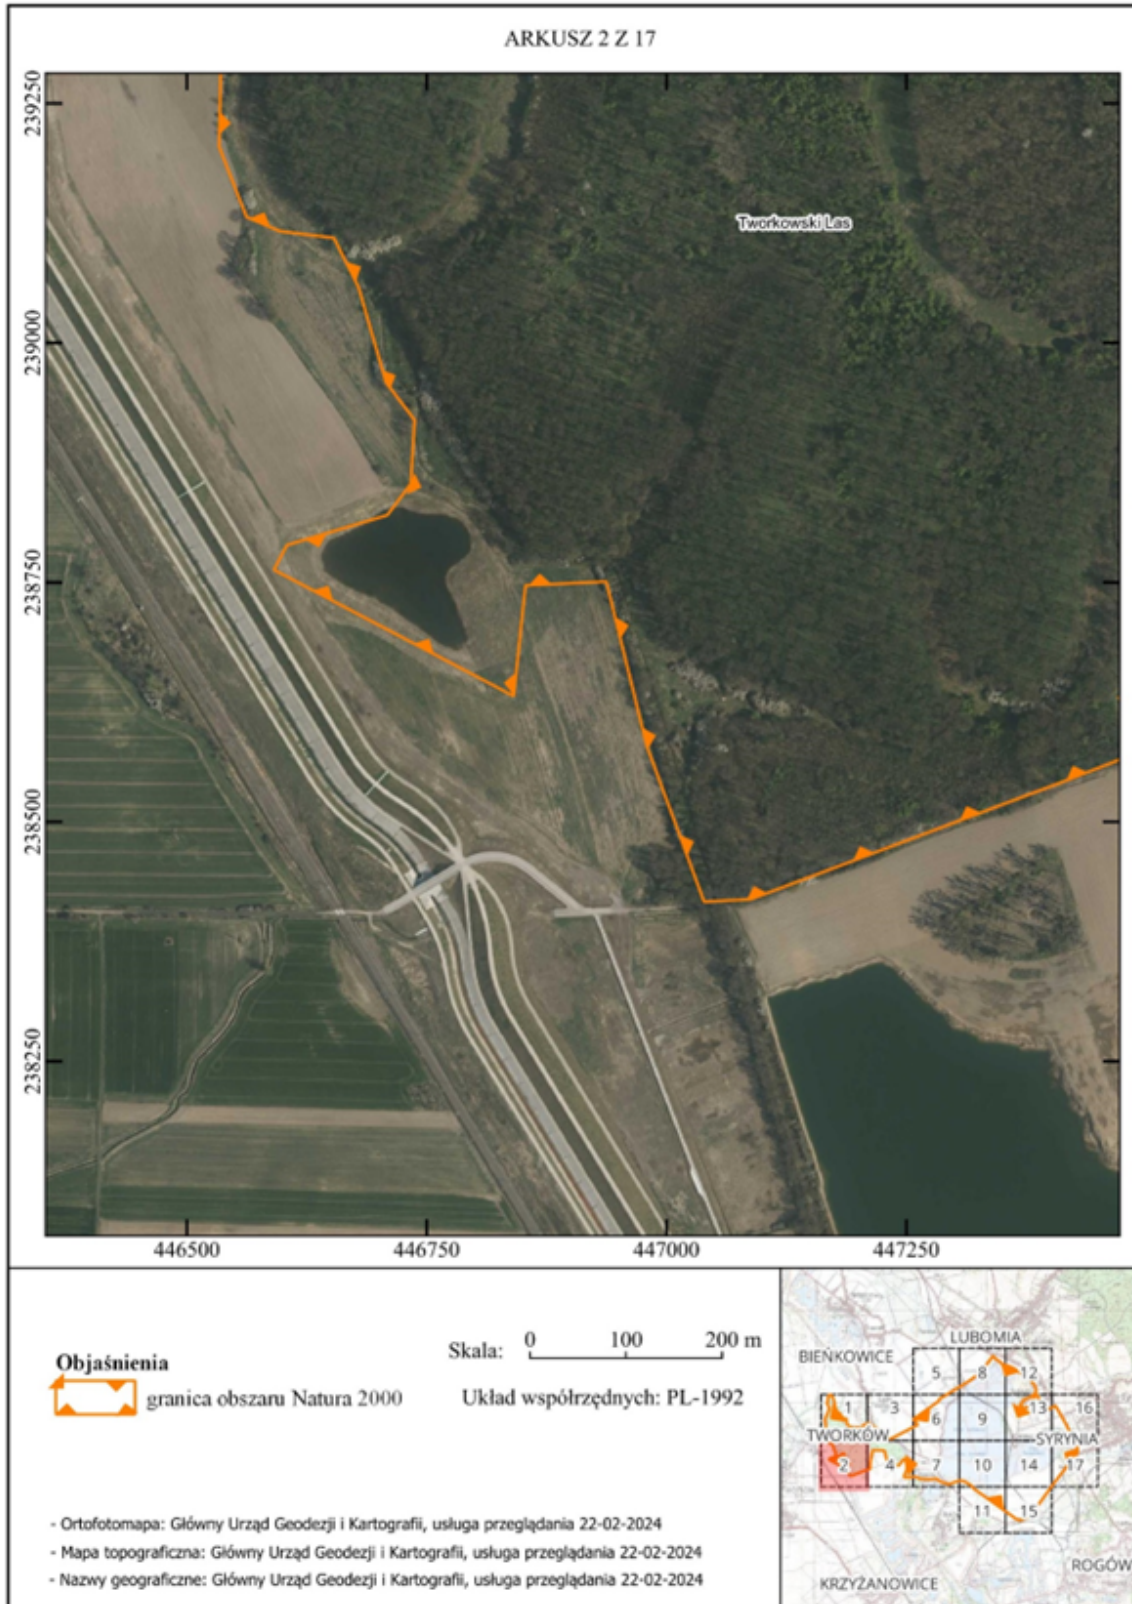 ARKUSZ 2 Z 17
239250
239000
238750
238500
238250
Tworkowski Las
446500
446750
447000
447250
Objaśnienia
granica obszaru Natura 2000
Skala:
0 100 200 m
Układ współrzędnych: PL-1992
- Ortofotomapa: Główny Urząd Geodezji i Kartografii, usługa przeglądania 22-02-2024
- Mapa topograficzna: Główny Urząd Geodezji i Kartografii, usługa przeglądania 22-02-2024
- Nazwy geograficzne: Główny Urząd Geodezji i Kartografii, usługa przeglądania 22-02-2024
LUBOMIA
BIEŃKOWICE
5 8 12
1 3 6 9 13 16
TWORKÓW
SYRYNIA
2 4 7 10 14 17
11 15
ROGÓW
KRZYŻANOWICE